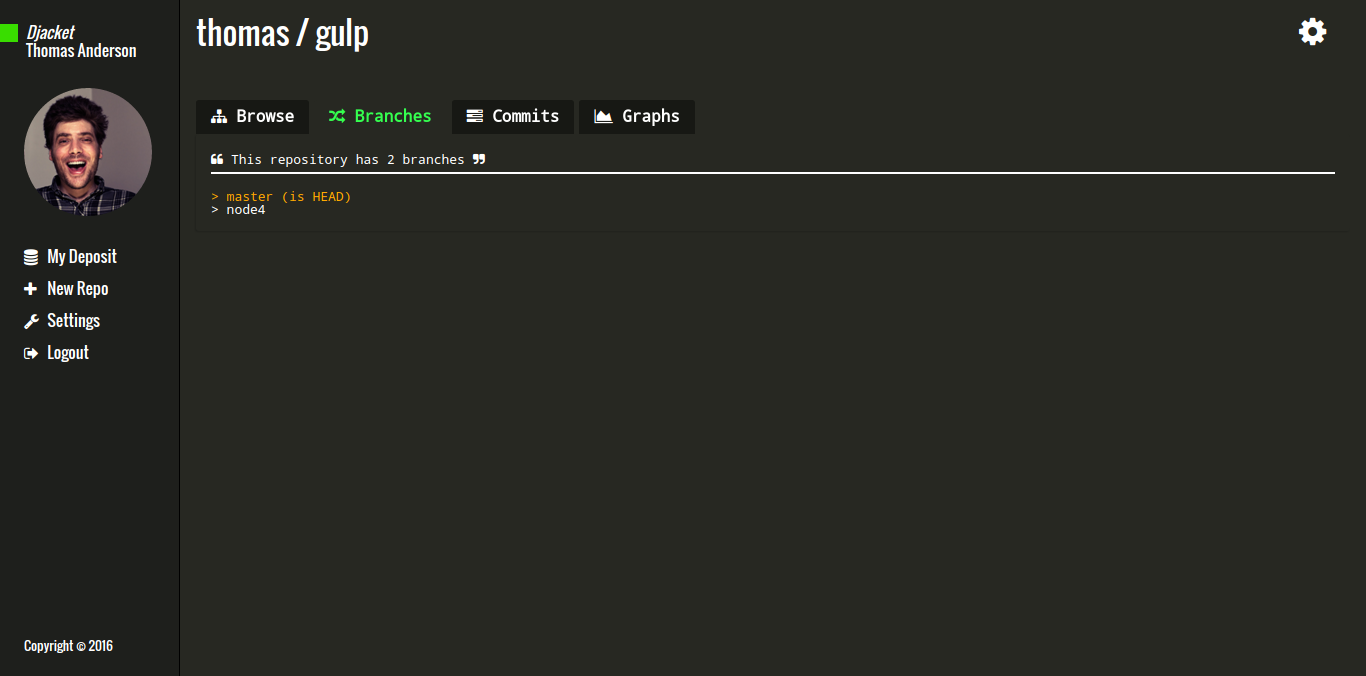 Djacket
Thomas Anderson
My Deposit
New Repo
Settings
Logout
Copyright © 2016
thomas / gulp
Browse Branches Commits Graphs
❝ This repository has 2 branches ❞
> master (is HEAD)
> node4